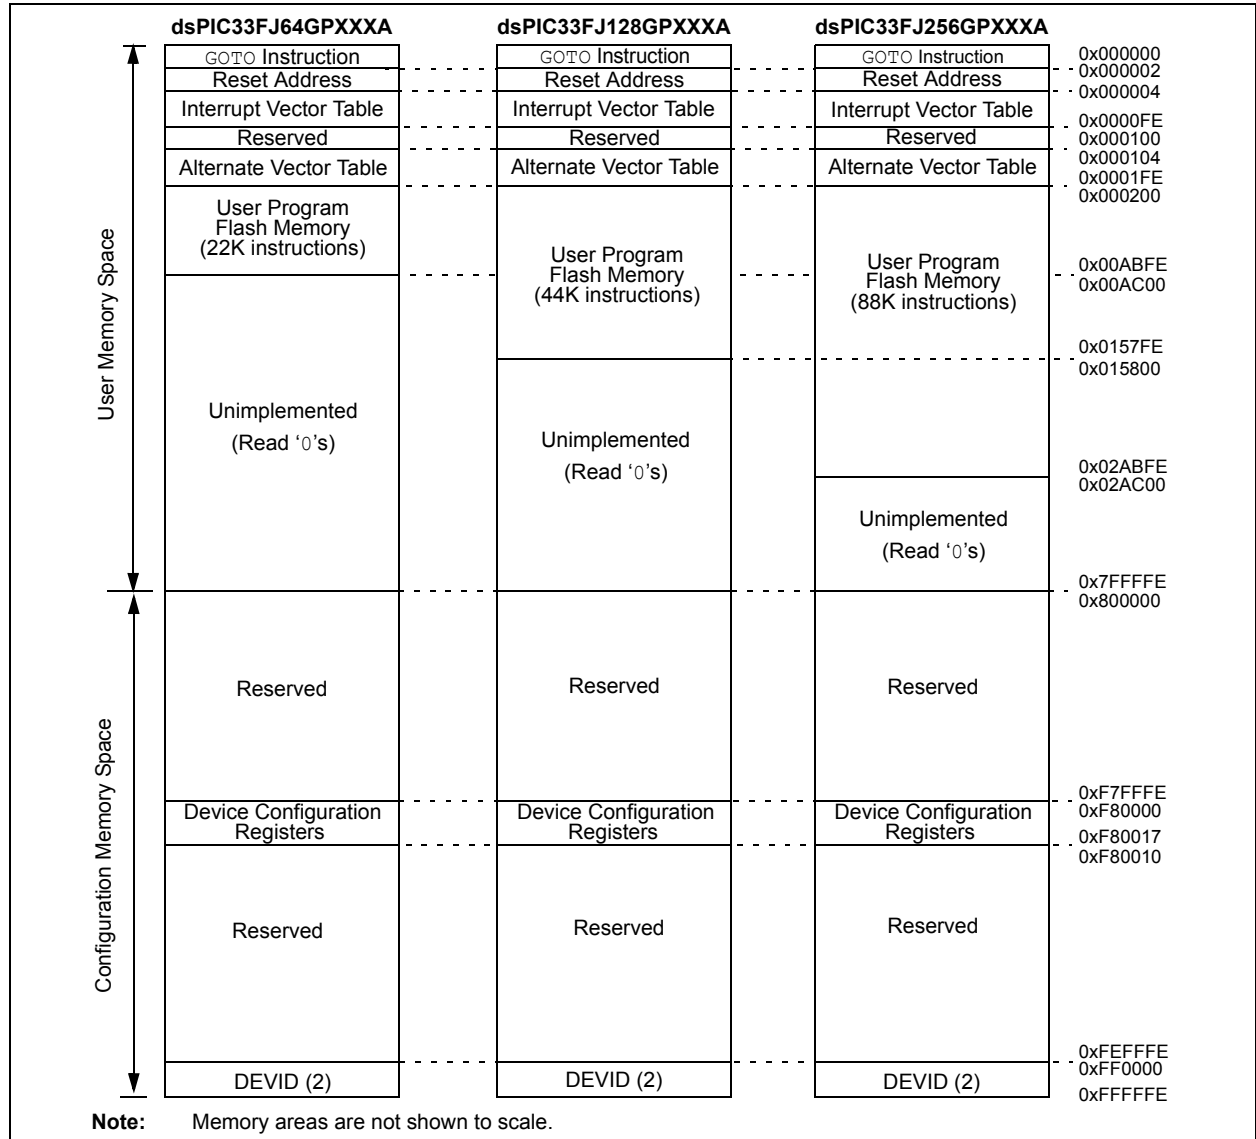 dsPIC33FJ64GPXXXA dsPIC33FJ128GPXXXA dsPIC33FJ256GPXXXA
GOTO Instruction GOTO Instruction GOTO Instruction 0x000000
0x000002
Reset Address Reset Address Reset Address
0x000004
Interrupt Vector Table Interrupt Vector Table Interrupt Vector Table
0x0000FE
Reserved Reserved Reserved 0x000100
0x000104
Alternate Vector Table Alternate Vector Table Alternate Vector Table
0x0001FE
0x000200
User Program
Flash Memory
(22K instructions)
User Program
Flash Memory
(44K instructions)
User Program
Flash Memory
(88K instructions)
0x00ABFE
0x00AC00
0x0157FE
0x015800
User Memory Space
Unimplemented
(Read ‘0’s)
Unimplemented
(Read ‘0’s)
0x02ABFE
0x02AC00
Unimplemented
(Read ‘0’s)
0x7FFFFE
0x800000
Reserved Reserved Reserved
Configuration Memory Space
0xF7FFFE
0xF80000
Device Configuration
Registers
Device Configuration
Registers
Device Configuration
Registers
0xF80017
0xF80010
Reserved Reserved Reserved
0xFEFFFE
0xFF0000
DEVID (2) DEVID (2) DEVID (2)
0xFFFFFE
Note: Memory areas are not shown to scale.